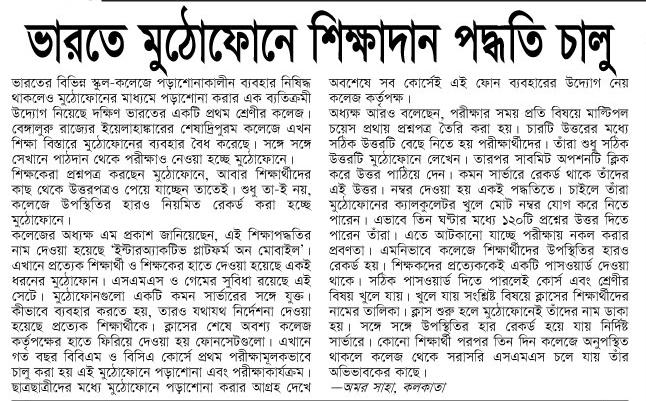 ভারতে মুঠোফোনে শিক্ষাদান পদ্ধতি চালু
ভারতের বিভিন্ন স্কুল-কলেজে পড়াশোনাকালীন ব্যবহার নিষিদ্ধ
থাকলেও মুঠোফোনের মাধ্যমে পড়াশোনা করার এক ব্যতিক্রমী
উদ্যোগ নিয়েছে দক্ষিণ ভারতের একটি প্রথম শ্রেণীর কলেজ।
বেঙ্গালুরু রাজ্যের ইয়েলাহাঙ্কারের শেষাদ্রিপুরম কলেজে এখন
শিক্ষা বিস্তারে মুঠোফোনের ব্যবহার বৈধ করেছে। সঙ্গে সঙ্গে
সেখানে পাঠদান থেকে পরীক্ষাও নেওয়া হচ্ছে মুঠোফোনে।
শিক্ষকেরা প্রশ্নপত্র করছেন মুঠোফোনে, আবার শিক্ষার্থীদের
কাছ থেকে উত্তরপত্রও পেয়ে যাচ্ছেন তাতেই। শুধু তা-ই নয়,
কলেজে উপস্থিতির হারও নিয়মিত রেকর্ড করা হচ্ছে
মুঠোফোনে।
কলেজের অধ্যক্ষ এম প্রকাশ জানিয়েছেন, এই শিক্ষাপদ্ধতির
নাম দেওয়া হয়েছে ‘ইন্টারঅ্যাকটিভ প্লাটফর্ম অন মোবাইল’।
এখানে প্রত্যেক শিক্ষার্থী ও শিক্ষকের হাতে দেওয়া হয়েছে একই
ধরনের মুঠোফোন। এসএমএস ও গেমের সুবিধা রয়েছে এই
সেটে। মুঠোফোনগুলো একটি কমন সার্ভারের সঙ্গে যুক্ত।
কীভাবে ব্যবহার করতে হয়, তারও যথাযথ নির্দেশনা দেওয়া
হয়েছে প্রত্যেক শিক্ষার্থীকে। ক্লাসের শেষে অবশ্য কলেজ
কর্তৃপক্ষের হাতে ফিরিয়ে দেওয়া হয় ফোনসেটগুলো। এখানে
গত বছর বিবিএম ও বিসিএ কোর্সে প্রথম পরীক্ষামূলকভাবে
চালু করা হয় এই মুঠোফোনে পড়াশোনা এবং পরীক্ষাকার্যক্রম।
ছাত্রছাত্রীদের মধ্যে মুঠোফোনে পড়াশোনা করার আগ্রহ দেখে
অবশেষে সব কোর্সেই এই ফোন ব্যবহারের উদ্যোগ নেয়
কলেজ কর্তৃপক্ষ।
অধ্যক্ষ আরও বলেছেন, পরীক্ষার সময় প্রতি বিষয়ে মাল্টিপল
চয়েস প্রথায় প্রশ্নপত্র তৈরি করা হয়। চারটি উত্তরের মধ্যে
সঠিক উত্তরটি বেছে নিতে হয় পরীক্ষার্থীদের। তাঁরা শুধু সঠিক
উত্তরটি মুঠোফোনে লেখেন। তারপর সাবমিট অপশনটি ক্লিক
করে উত্তর পাঠিয়ে দেন। কমন সার্ভারে রেকর্ড থাকে তাঁদের
এই উত্তর। নম্বর দেওয়া হয় একই পদ্ধতিতে। চাইলে তাঁরা
মুঠোফোনের ক্যালকুলেটর খুলে মোট নম্বর যোগ করে নিতে
পারেন। এভাবে তিন ঘন্টার মধ্যে ১২০টি প্রশ্নের উত্তর দিতে
পারেন তাঁরা। এতে আটকানো যাচ্ছে পরীক্ষায় নকল করার
প্রবণতা। এমনিভাবে কলেজে শিক্ষার্থীদের উপস্থিতির হারও
রেকর্ড হয়। শিক্ষকদের প্রত্যেককেই একটি পাসওয়ার্ড দেওয়া
থাকে। সঠিক পাসওয়ার্ড দিতে পারলেই কোর্স এবং শ্রেণীর
বিষয় খুলে যায়। খুলে যায় সংশ্লিষ্ট বিষয়ে ক্লাসের শিক্ষার্থীদের
নামের তালিকা। ক্লাস শুরু হলে মুঠোফোনেই তাঁদের নাম ডাকা
হয়। সঙ্গে সঙ্গে উপস্থিতির হার রেকর্ড হয়ে যায় নির্দিষ্ট
সার্ভারে। কোনো শিক্ষার্থী পরপর তিন দিন কলেজে অনুপস্থিত
থাকলে কলেজ থেকে সরাসরি এসএমএস চলে যায় তাঁর
অভিভাবকের কাছে।
—অমর সাহা, কলকাতা